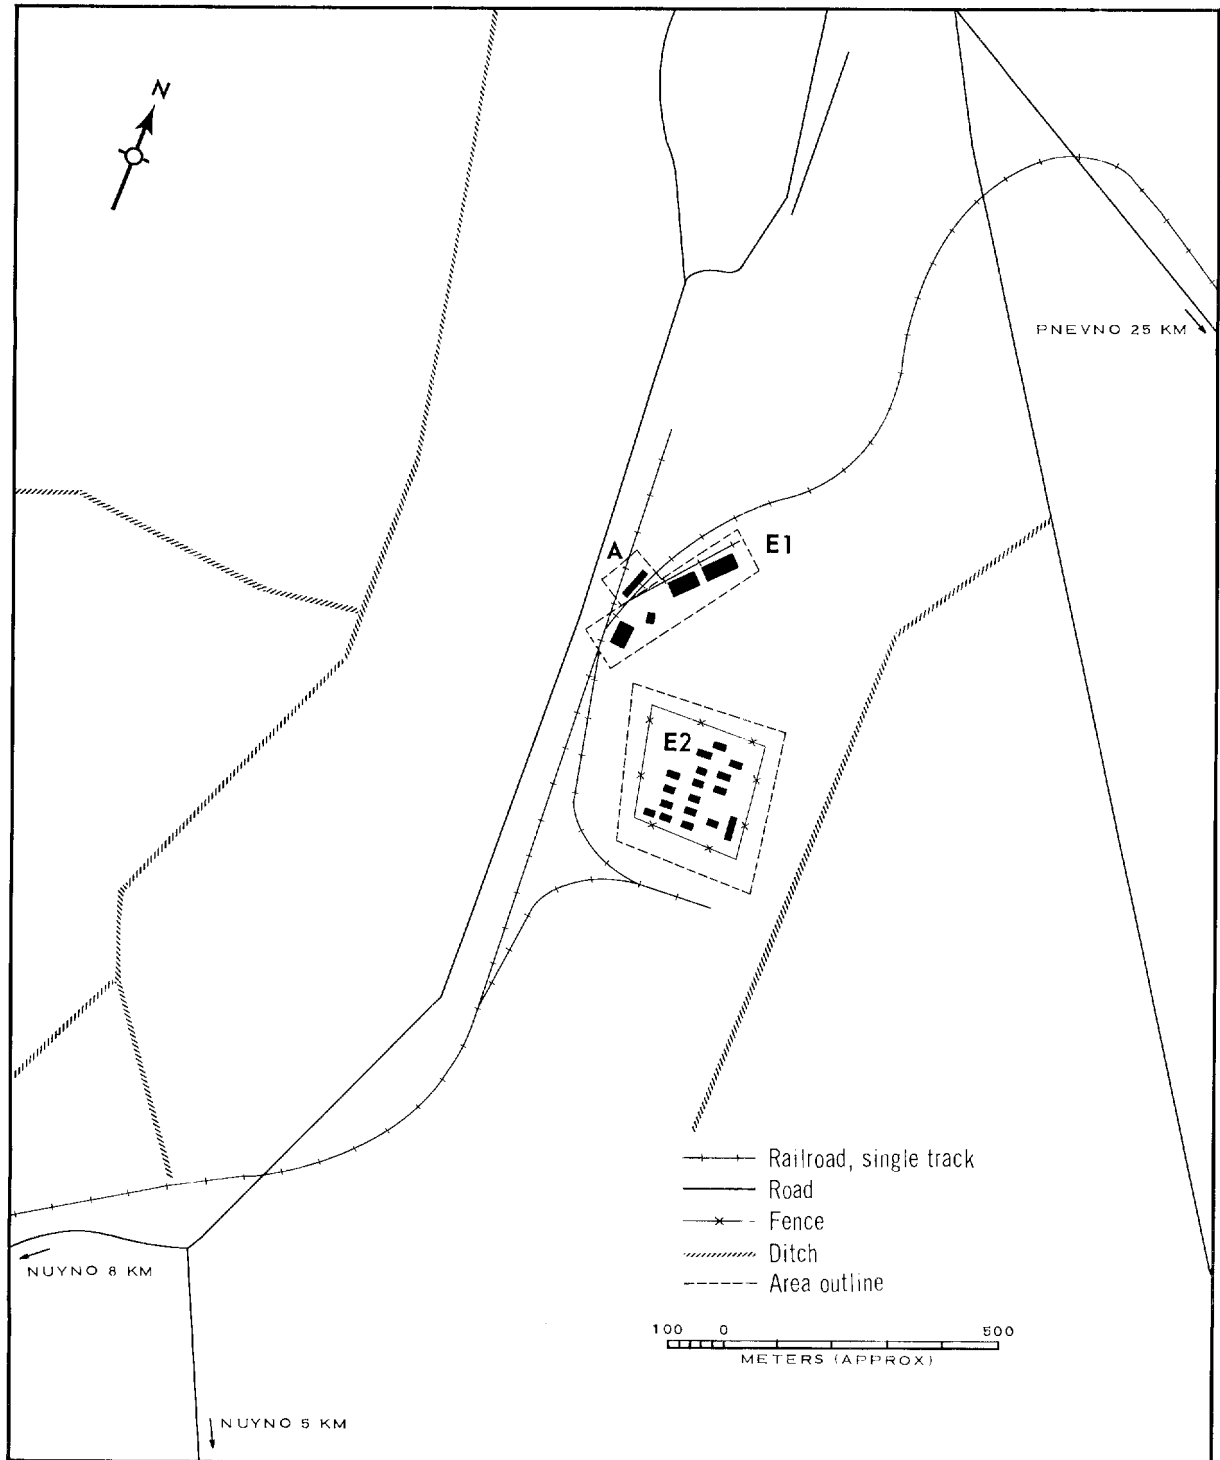 N
PNEVNO 25 KM
A
E1
E2
Railroad, single track
Road
Fence
Ditch
Area outline
NUYNO 8 KM
100 0 500
METERS (APPROX)
NUYNO 5 KM